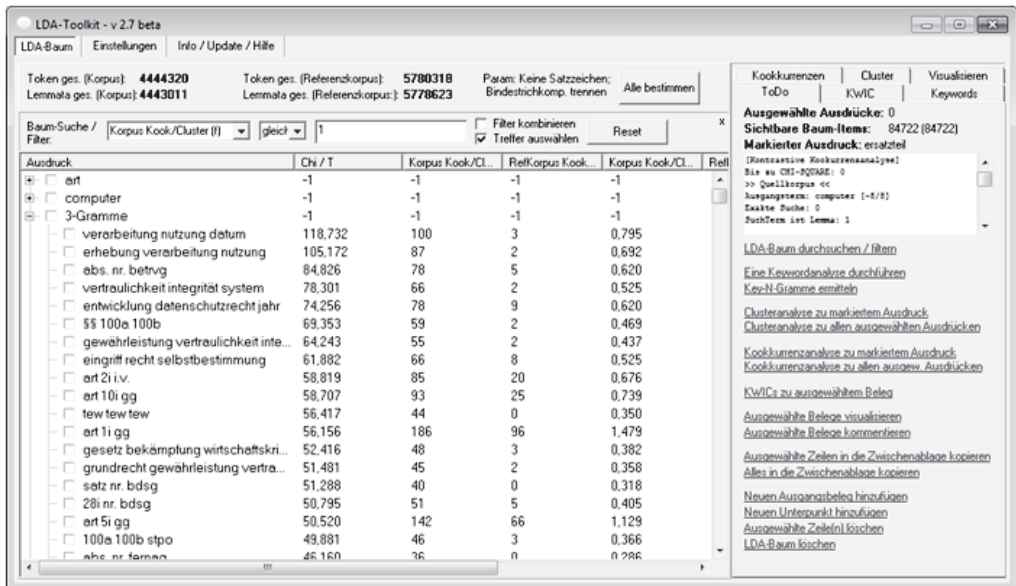 LDA-Toolkit - v 2.7 beta
LDA-Baum Einstellungen Info / Update / Hilfe
Token ges. (Korpus): 4444320 Token ges. (Referenzkorpus): 5780318 Param: Keine Satzzeichen;
Lemmata ges. (Korpus): 4443011 Lemmata ges. (Referenzkorpus:): 5778623 Bindestrichkomp. trennen
Alle bestimmen
Baum-Suche / Filter: Korpus Kook/Cluster (f) gleich 1 Filter kombinieren
Treffer auswählen Reset x
Ausdruck Chi / T Korpus Kook/Cl... RefKorpus Kook... Korpus Kook/Cl... Refl
art -1 -1 -1 -1
computer -1 -1 -1 -1
3-Gramme -1 -1 -1 -1
verarbeitung nutzung datum 118,732 100 3 0,795
erhebung verarbeitung nutzung 105,172 87 2 0,692
abs. nr. betrvg 84,826 78 5 0,620
vertraulichkeit integrität system 78,301 66 2 0,525
entwicklung datenschutzrecht jahr 74,256 78 9 0,620
§§ 100a 100b 69,353 59 2 0,469
gewährleistung vertraulichkeit inte... 64,243 55 2 0,437
eingriff recht selbstbestimmung 61,882 66 8 0,525
art 2i i.v. 58,819 85 20 0,676
art 10i gg 58,707 93 25 0,739
tew tew tew 56,417 44 0 0,350
art 1i gg 56,156 186 96 1,479
gesetz bekämpfung wirtschaftskri... 52,416 48 3 0,382
grundrecht gewährleistung vertra... 51,481 45 2 0,358
satz nr. bdsg 51,288 40 0 0,318
28i nr. bdsg 50,795 51 5 0,405
art 5i gg 50,520 142 66 1,129
100a 100b stpo 49,881 46 3 0,366
abs. nr. fernag 46,160 36 0 0,286
Kookkurrenzen Cluster Visualisieren
ToDo KWIC Keywords
Ausgewählte Ausdrücke: 0
Sichtbare Baum-Items: 84722 (84722)
Markierter Ausdruck: ersatzteil
[Kontrastive Kookurrenzanalyse]
Bis zu CHI-SQUARE: 0
>> Quellkorpus <<
Ausgangsterm: computer [-8/8]
Exakte Suche: 0
SuchTerm ist Lemma: 1
LDA-Baum durchsuchen / filtern
Eine Keywordanalyse durchführen
Key-N-Gramme ermitteln
Clusteranalyse zu markiertem Ausdruck
Clusteranalyse zu allen ausgewählten Ausdrücken
Kookkurrenzanalyse zu markiertem Ausdruck
Kookkurrenzanalyse zu allen ausgew. Ausdrücken
KWICs zu ausgewähltem Beleg
Ausgewählte Belege visualisieren
Ausgewählte Belege kommentieren
Ausgewählte Zeilen in die Zwischenablage kopieren
Alles in die Zwischenablage kopieren
Neuen Ausgangsbeleg hinzufügen
Neuen Unterpunkt hinzufügen
Ausgewählte Zeile(n) löschen
LDA-Baum löschen